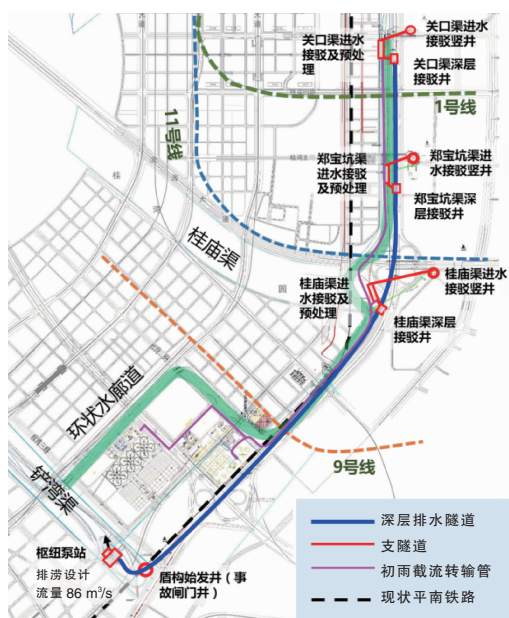 关口渠进水
接驳及预处
理
关口渠进水
接驳竖井
关口渠深层
接驳井
1号线
11号线
郑宝坑渠
进水接驳
及预处理
郑宝坑渠进
水接驳竖井
郑宝坑渠深
层接驳井
桂庙渠
桂庙渠进
水接驳及
预处理
桂庙渠进水
接驳竖井
桂庙渠深层
接驳井
环状水廊道
铲湾渠
9号线
枢纽泵站
排涝设计
流量 86 m³/s
盾构始发井（事
故闸门井）
深层排水隧道
支隧道
初雨截流转输管
现状平南铁路